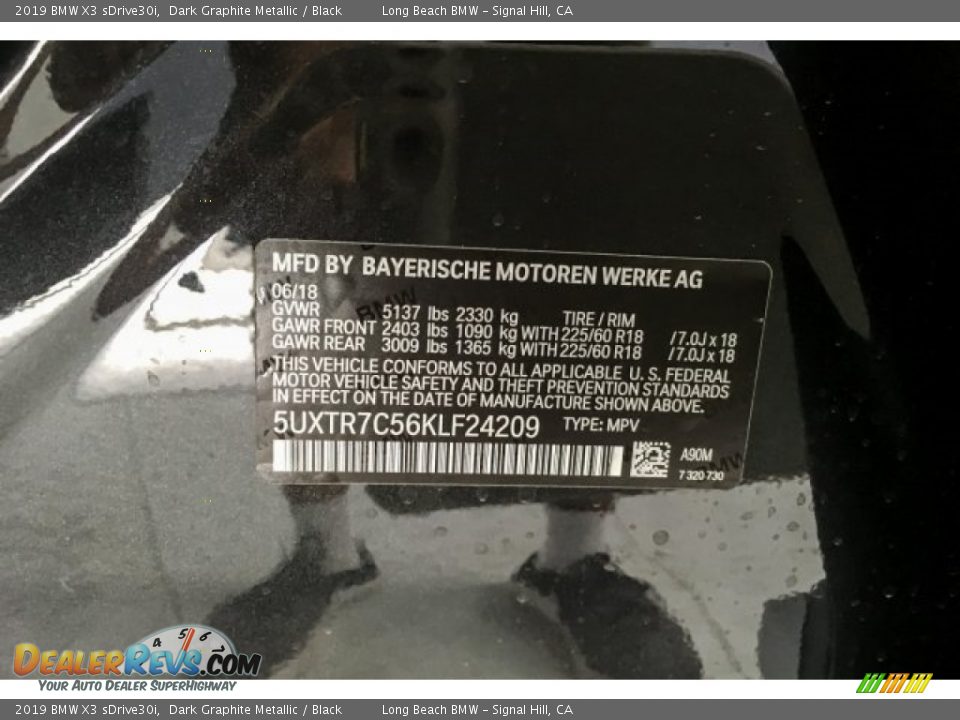 2019 BMW X3 sDrive30i, Dark Graphite Metallic / Black Long Beach BMW - Signal Hill, CA
MFD BY BAYERISCHE MOTOREN WERKE AG
06/18
GVWR 5137 lbs 2330 kg TIRE / RIM
GAWR FRONT 2403 lbs 1090 kg WITH 225/60 R18 /7.0J x 18
GAWR REAR 3009 lbs 1365 kg WITH 225/60 R18 /7.0J x 18
THIS VEHICLE CONFORMS TO ALL APPLICABLE U. S. FEDERAL
MOTOR VEHICLE SAFETY AND THEFT PREVENTION STANDARDS
IN EFFECT ON THE DATE OF MANUFACTURE SHOWN ABOVE.
5UXTR7C56KLF24209 TYPE: MPV
A90M
7 320 730
BMW
BMW
4 5 6
DEALERREVS.COM
YOUR AUTO DEALER SUPERHIGHWAY
2019 BMW X3 sDrive30i, Dark Graphite Metallic / Black Long Beach BMW - Signal Hill, CA